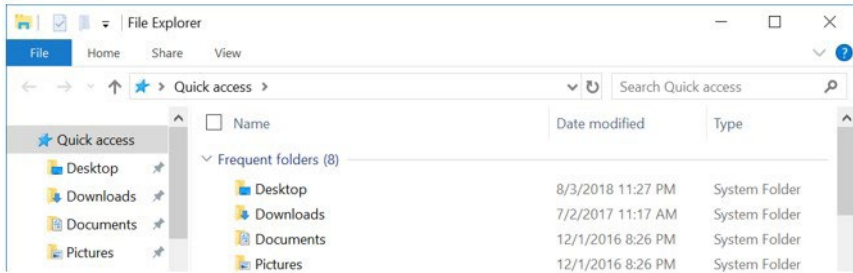 File Explorer
File Home Share View
Quick access Search Quick access
Quick access
Desktop
Downloads
Documents
Pictures
Name Date modified Type
Frequent folders (8)
Desktop 8/3/2018 11:27 PM System Folder
Downloads 7/2/2017 11:17 AM System Folder
Documents 12/1/2016 8:26 PM System Folder
Pictures 12/1/2016 8:26 PM System Folder